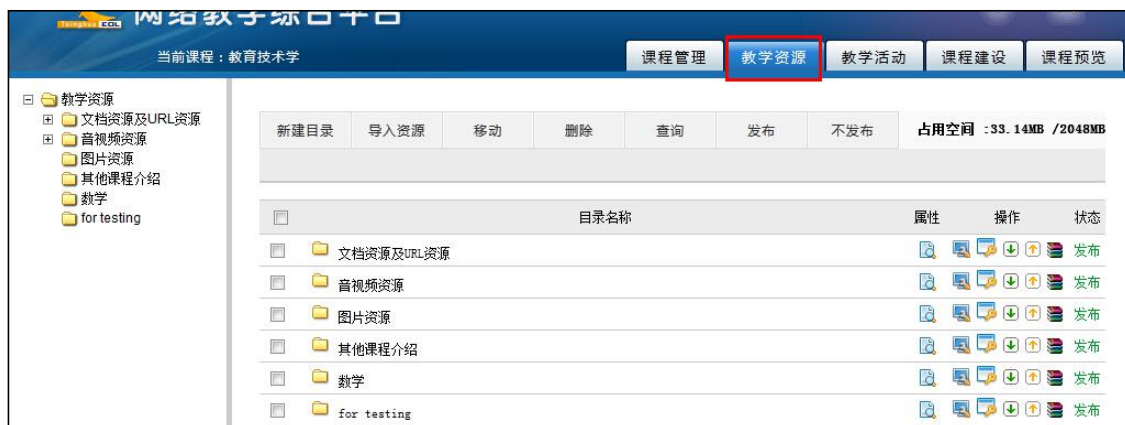 网络教学综合平台
当前课程：教育技术学
课程管理 教学资源 教学活动 课程建设 课程预览
教学资源
文档资源及URL资源
音视频资源
图片资源
其他课程介绍
数学
for testing
新建目录 导入资源 移动 删除 查询 发布 不发布 占用空间 :33.14MB /2048MB
目录名称 属性 操作 状态
文档资源及URL资源 发布
音视频资源 发布
图片资源 发布
其他课程介绍 发布
数学 发布
for testing 发布